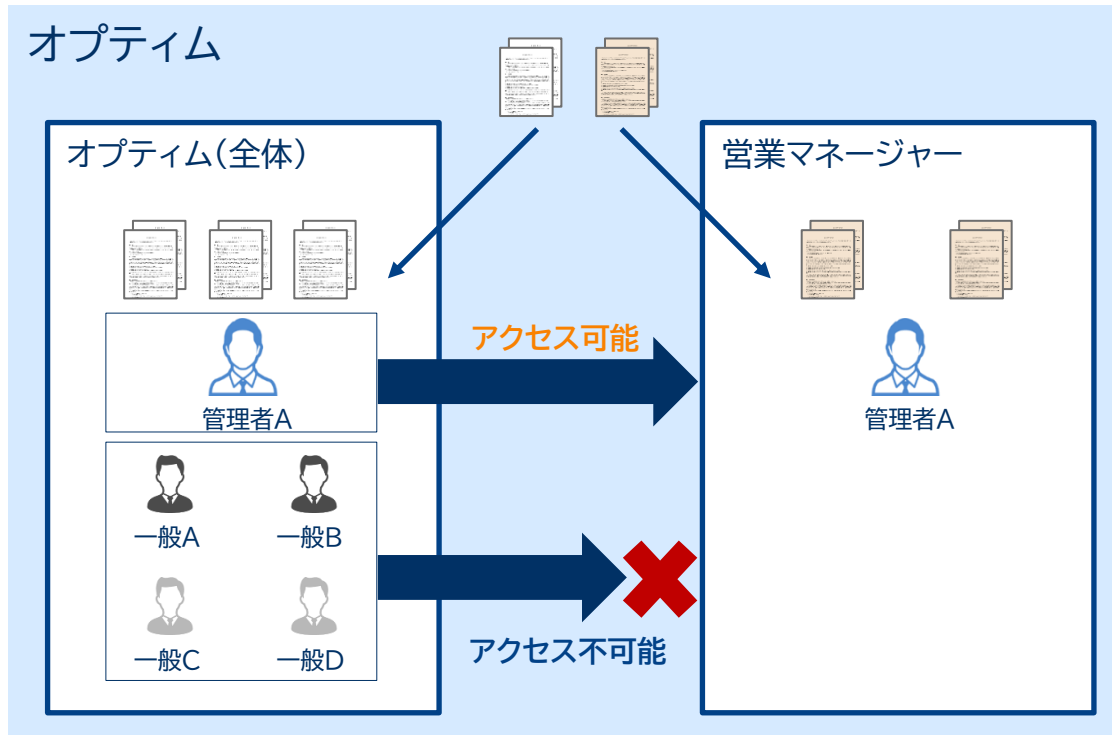 オプティム
オプティム(全体)
営業マネージャー
アクセス可能
管理者A
管理者A
一般A
一般B
一般C
一般D
アクセス不可能